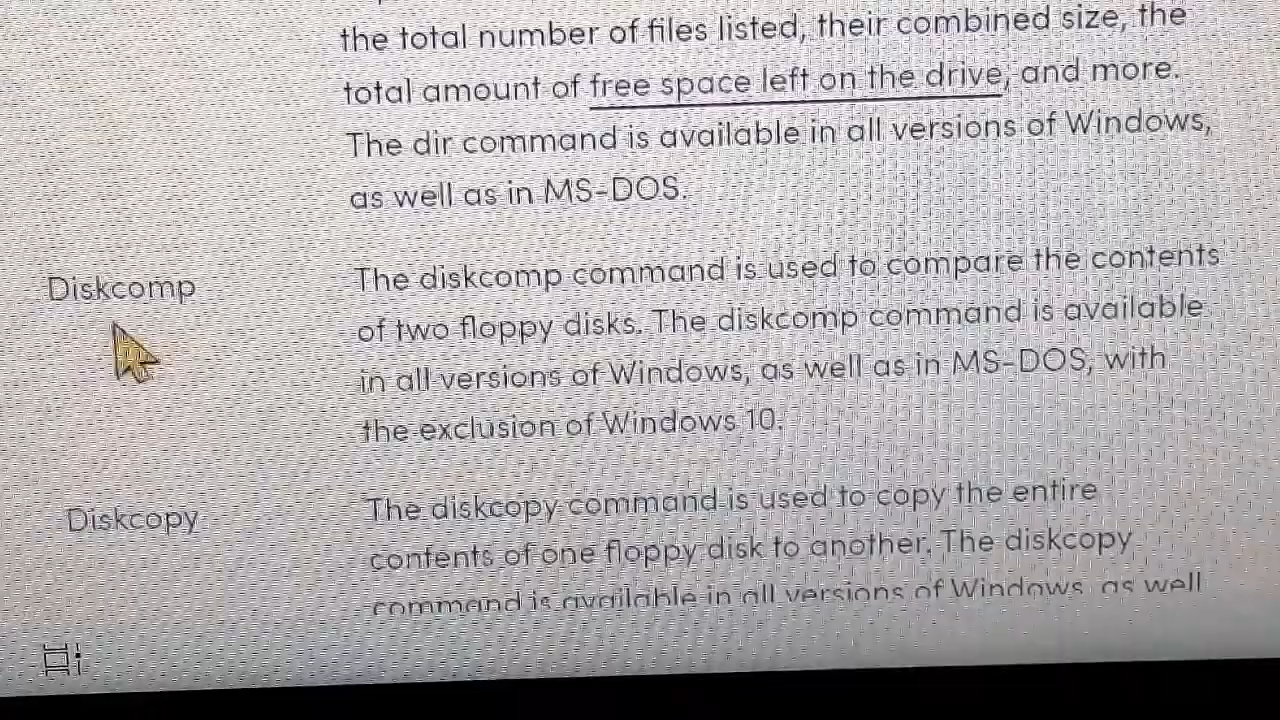 the total number of files listed, their combined size, the
total amount of free space left on the drive, and more.
The dir command is available in all versions of Windows,
as well as in MS-DOS.
Diskcomp
The diskcomp command is used to compare the contents
of two floppy disks. The diskcomp command is available
in all versions of Windows, as well as in MS-DOS, with
the exclusion of Windows 10.
Diskcopy
The diskcopy command is used to copy the entire
contents of one floppy disk to another. The diskcopy
command is available in all versions of Windows, as well